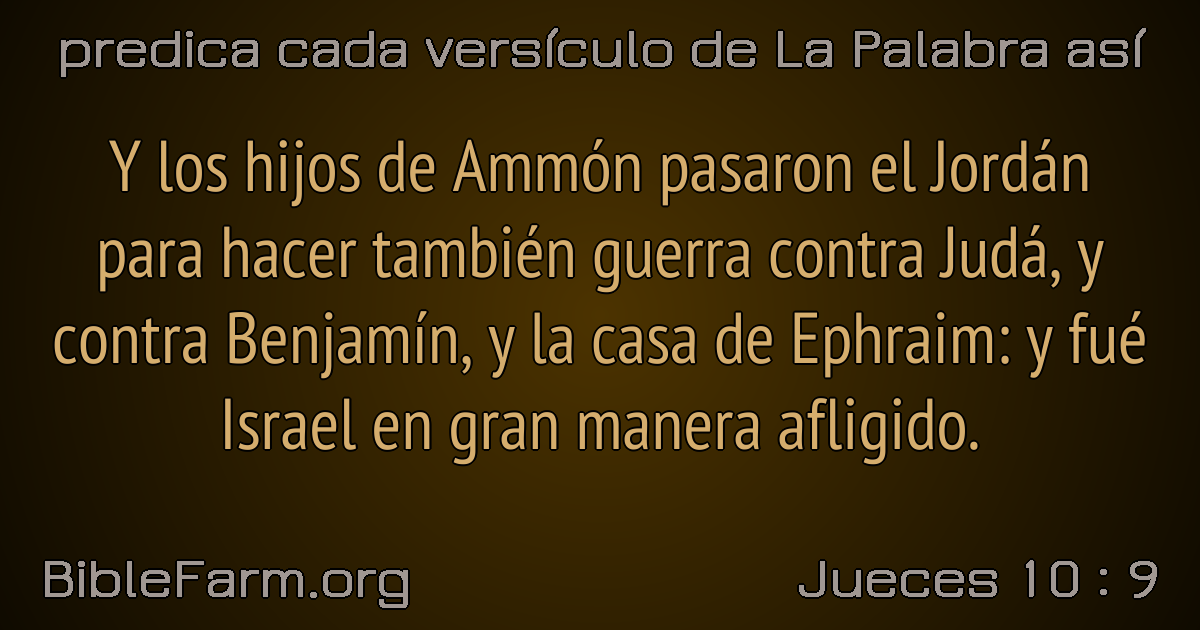 predica cada versículo de La Palabra así
Y los hijos de Ammón pasaron el Jordán
para hacer también guerra contra Judá, y
contra Benjamín, y la casa de Ephraim: y fué
Israel en gran manera afligido.
BibleFarm.org
Jueces 10 : 9